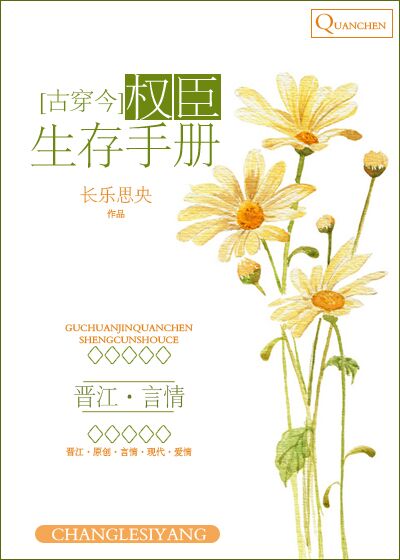 QUANCHEN
[古穿今]权臣
生存手册
长乐思央
作品
GUCHUANJINQUANCHEN
SHENGCUNSHOUCE
晋江·言情
晋江·原创·言情·现代·爱情
CHANGLESIYANG